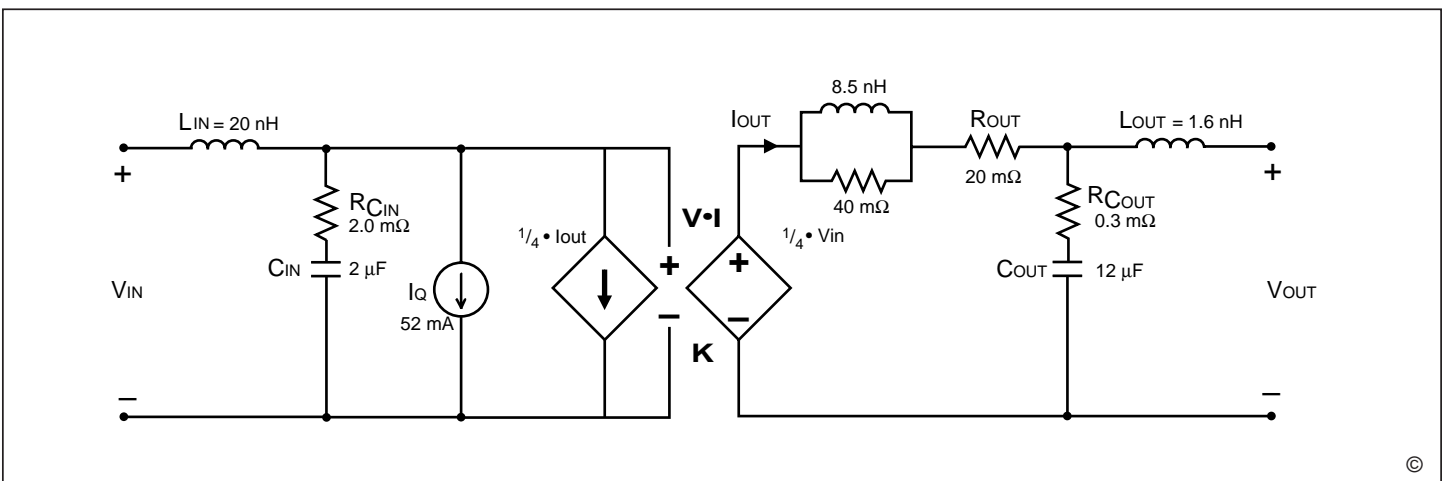 LIN = 20 nH
+
−
VIN
RCIN
2.0 mΩ
CIN
2 µF
IQ
52 mA
1/4 • Iout
+
−
V•I
K
+
−
1/4 • Vin
IOUT
8.5 nH
40 mΩ
ROUT
20 mΩ
LOUT = 1.6 nH
RCOUT
0.3 mΩ
COUT
12 µF
+
−
VOUT
©